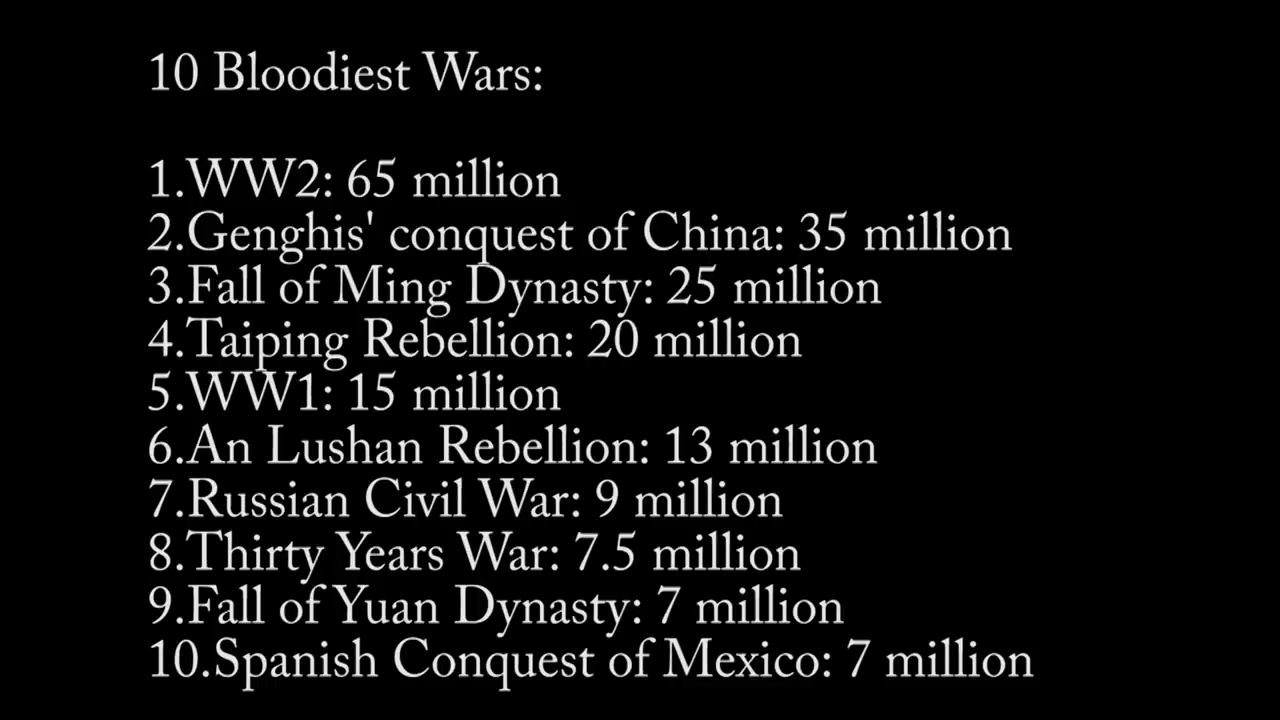 10 Bloodiest Wars:
1.WW2: 65 million
2.Genghis' conquest of China: 35 million
3.Fall of Ming Dynasty: 25 million
4.Taiping Rebellion: 20 million
5.WW1: 15 million
6.An Lushan Rebellion: 13 million
7.Russian Civil War: 9 million
8.Thirty Years War: 7.5 million
9.Fall of Yuan Dynasty: 7 million
10.Spanish Conquest of Mexico: 7 million